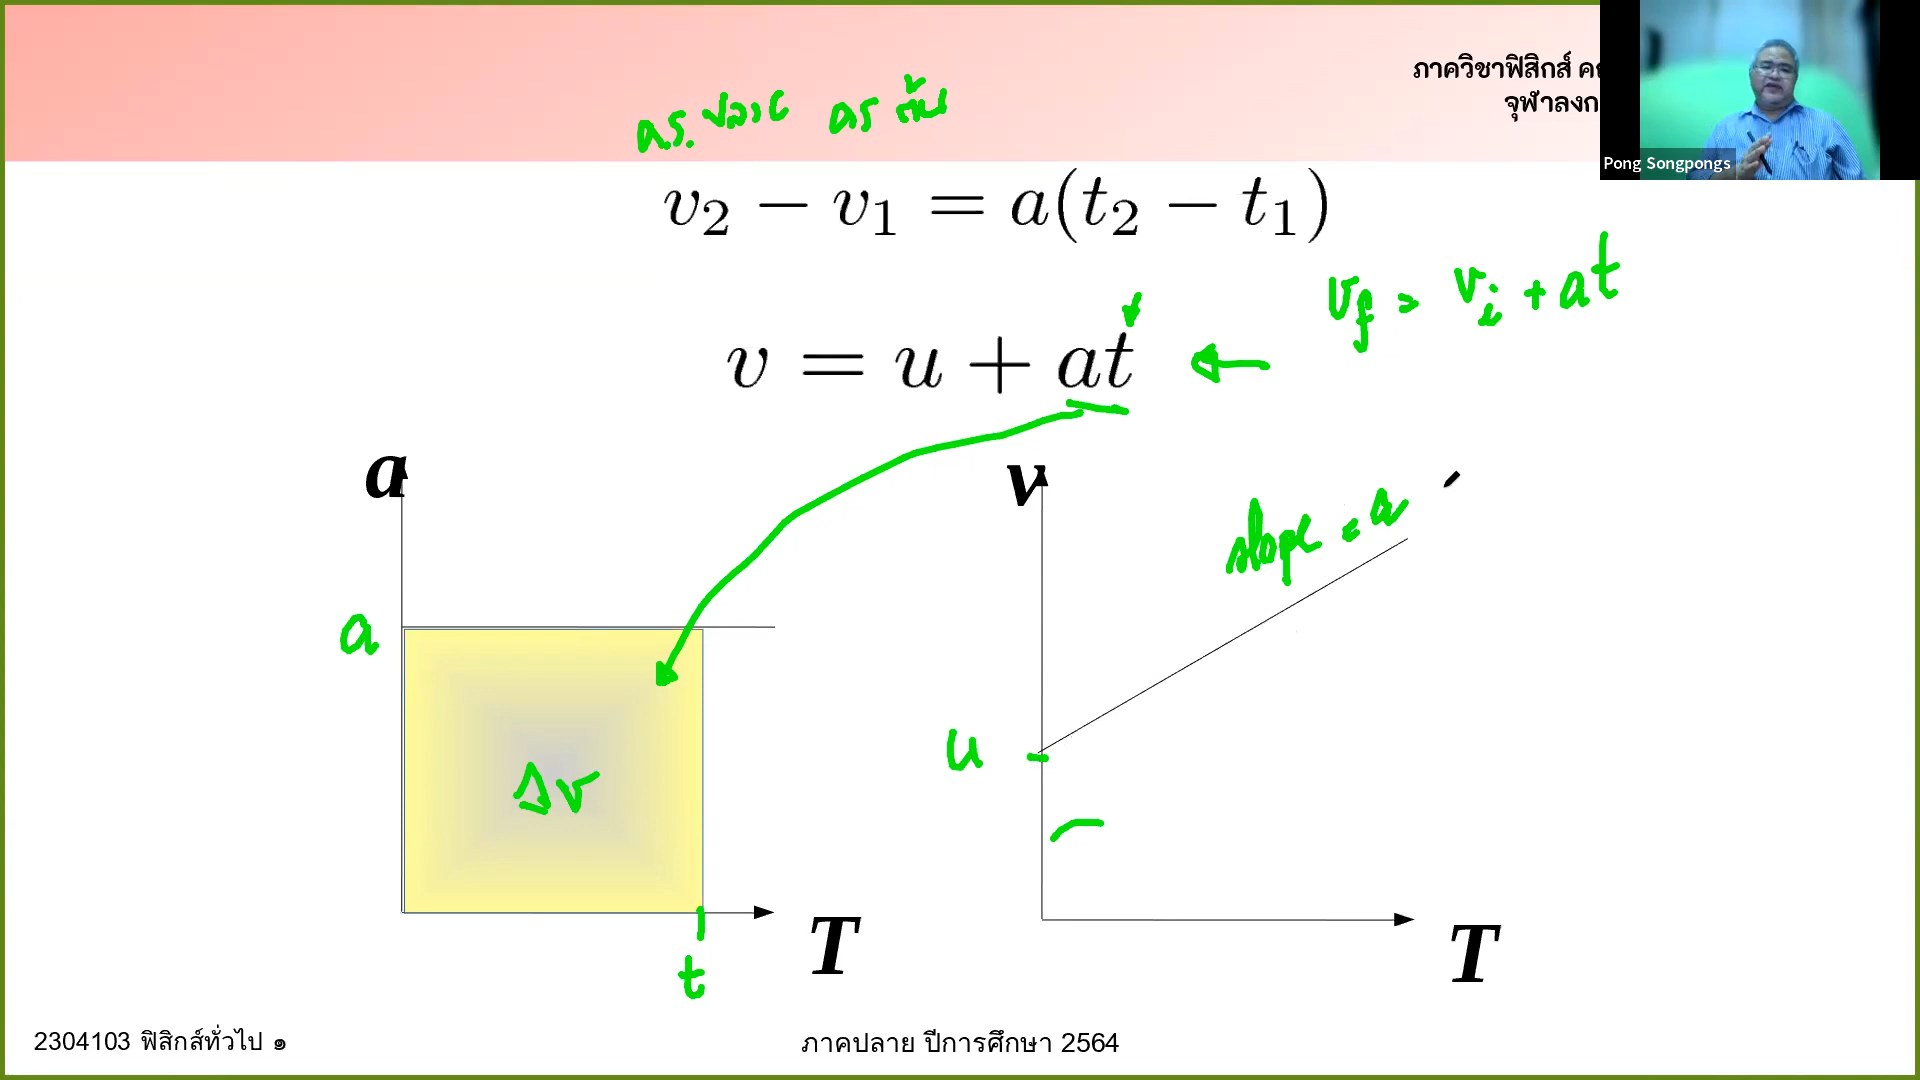 ภาควิชาฟิสิกส์
จุฬาลงก
Pong Songpongs
ค.ร. ปลาย คร ต้น
v₂ − v₁ = a(t₂ − t₁)
v_f = v_i + at
v = u + at
a
v
slope = a
a
u
Δv
T
T
t
2304103 ฟิสิกส์ทั่วไป ๑
ภาคปลาย ปีการศึกษา 2564